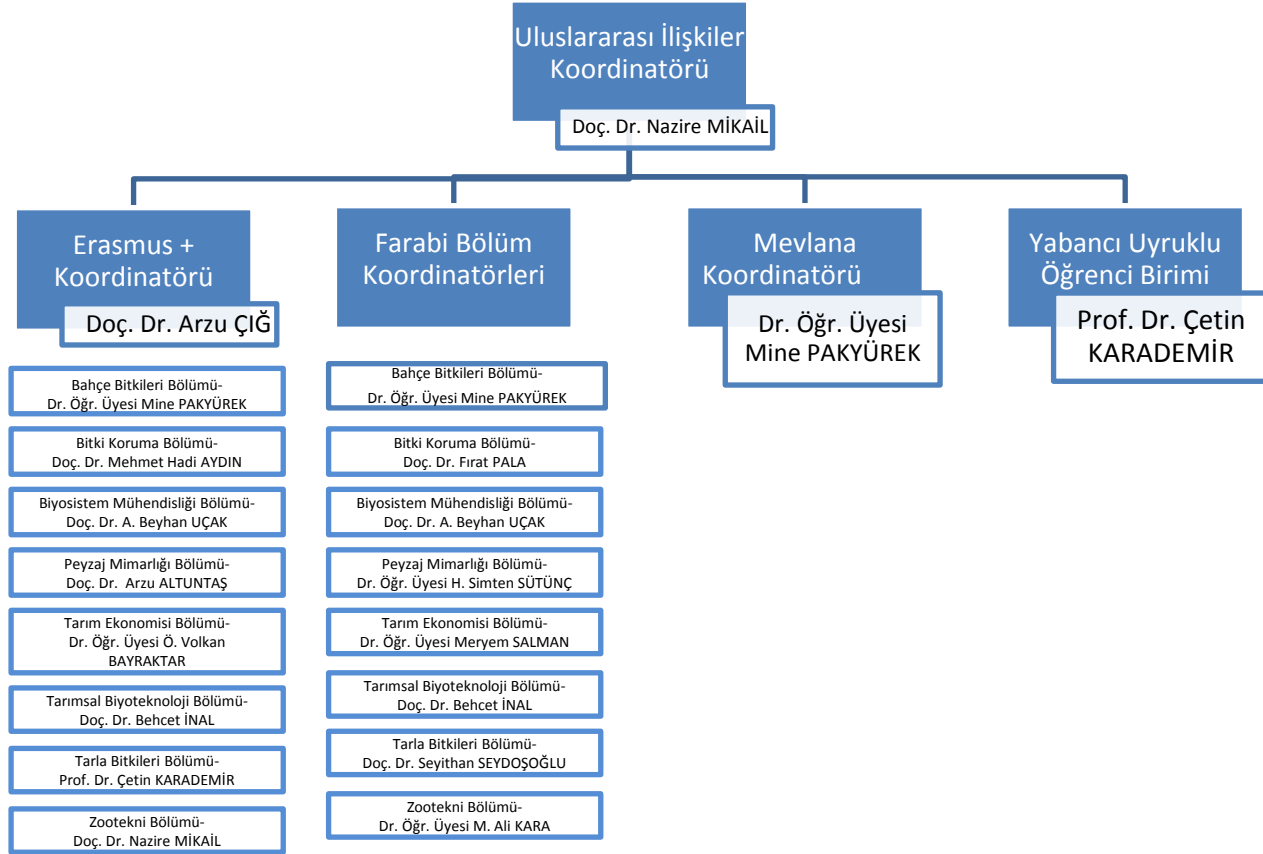 Uluslararası İlişkiler
Koordinatörü
Doç. Dr. Nazire MİKAİL
Erasmus +
Koordinatörü
Doç. Dr. Arzu ÇIĞ
Bahçe Bitkileri Bölümü-
Dr. Öğr. Üyesi Mine PAKYÜREK
Bitki Koruma Bölümü-
Doç. Dr. Mehmet Hadi AYDIN
Biyosistem Mühendisliği Bölümü-
Doç. Dr. A. Beyhan UÇAK
Peyzaj Mimarlığı Bölümü-
Doç. Dr. Arzu ALTUNTAŞ
Tarım Ekonomisi Bölümü-
Dr. Öğr. Üyesi Ö. Volkan
BAYRAKTAR
Tarımsal Biyoteknoloji Bölümü-
Doç. Dr. Behcet İNAL
Tarla Bitkileri Bölümü-
Prof. Dr. Çetin KARADEMİR
Zootekni Bölümü-
Doç. Dr. Nazire MİKAİL
Farabi Bölüm
Koordinatörleri
Bahçe Bitkileri Bölümü-
Dr. Öğr. Üyesi Mine PAKYÜREK
Bitki Koruma Bölümü-
Doç. Dr. Fırat PALA
Biyosistem Mühendisliği Bölümü-
Doç. Dr. A. Beyhan UÇAK
Peyzaj Mimarlığı Bölümü-
Dr. Öğr. Üyesi H. Simten SÜTÜNÇ
Tarım Ekonomisi Bölümü-
Dr. Öğr. Üyesi Meryem SALMAN
Tarımsal Biyoteknoloji Bölümü-
Doç. Dr. Behcet İNAL
Tarla Bitkileri Bölümü-
Doç. Dr. Seyithan SEYDOŞOĞLU
Zootekni Bölümü-
Dr. Öğr. Üyesi M. Ali KARA
Mevlana
Koordinatörü
Dr. Öğr. Üyesi
Mine PAKYÜREK
Yabancı Uyruklu
Öğrenci Birimi
Prof. Dr. Çetin
KARADEMİR